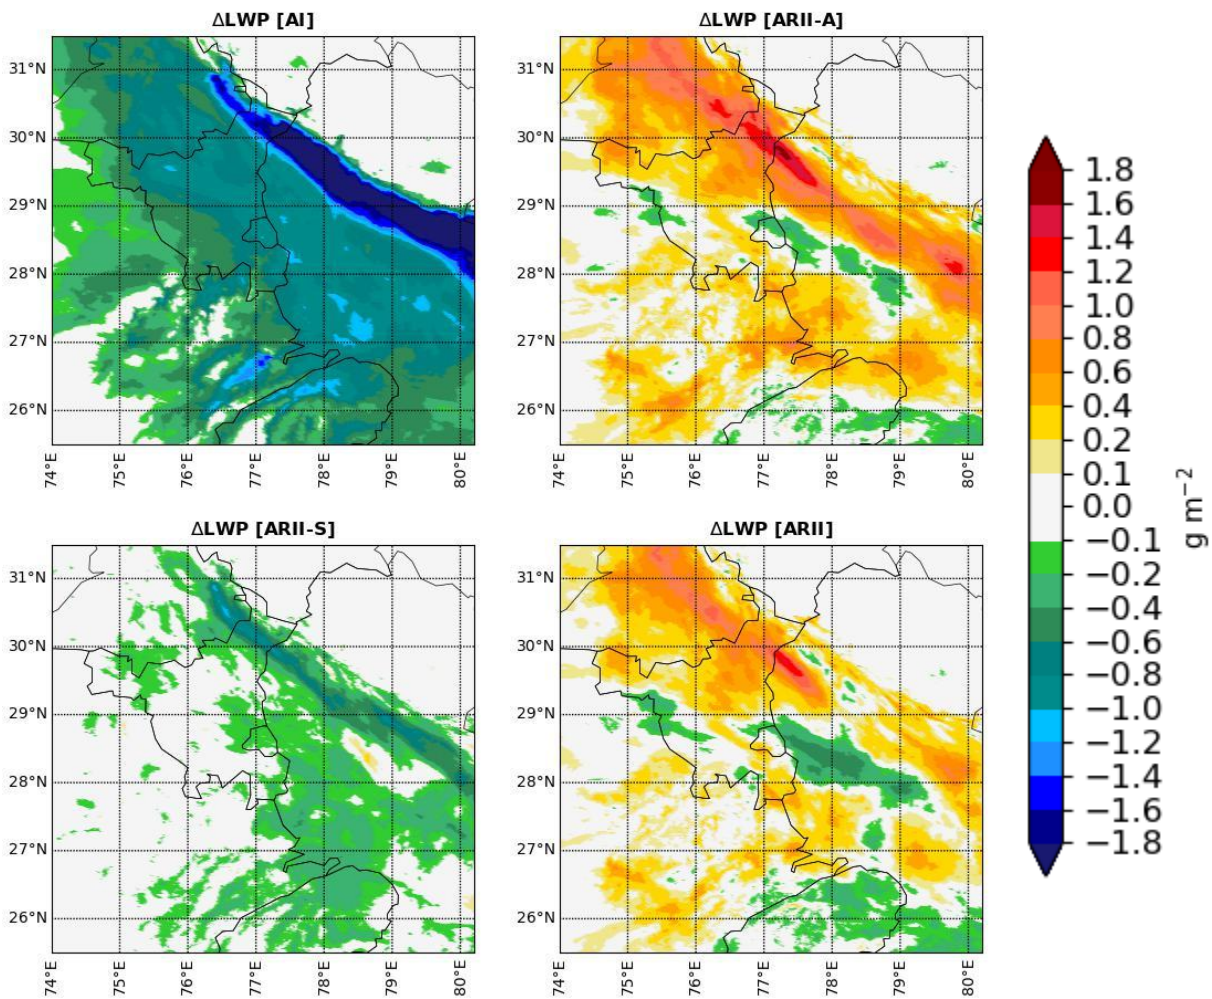 ΔLWP [AI]
31°N
30°N
29°N
28°N
27°N
26°N
74°E
75°E
76°E
77°E
78°E
79°E
80°E
ΔLWP [ARII-A]
31°N
30°N
29°N
28°N
27°N
26°N
74°E
75°E
76°E
77°E
78°E
79°E
80°E
ΔLWP [ARII-S]
31°N
30°N
29°N
28°N
27°N
26°N
74°E
75°E
76°E
77°E
78°E
79°E
80°E
ΔLWP [ARII]
31°N
30°N
29°N
28°N
27°N
26°N
74°E
75°E
76°E
77°E
78°E
79°E
80°E
1.8
1.6
1.4
1.2
1.0
0.8
0.6
0.4
0.2
0.1
0.0
−0.1
−0.2
−0.4
−0.6
−0.8
−1.0
−1.2
−1.4
−1.6
−1.8
g m⁻²